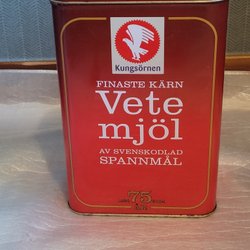 Kungsörnen
FINASTE KÄRN
Vete
mjöl
AV SVENSKODLAD
SPANNMÅL
75